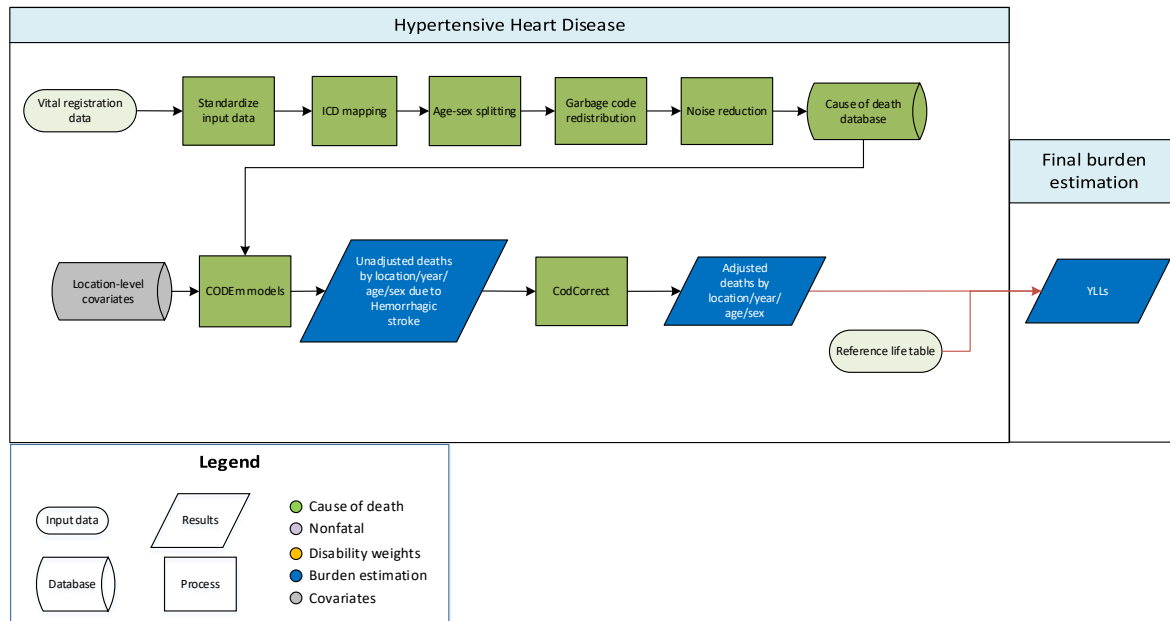 Hypertensive Heart Disease
Vital registration
data
Standardize
input data
ICD mapping
Age-sex splitting
Garbage code
redistribution
Noise reduction
Cause of death
database
Final burden
estimation
Location-level
covariates
CODEm models
Unadjusted deaths
by location/year/
age/sex due to
Hemorrhagic
stroke
CodCorrect
Adjusted
deaths by
location/year/
age/sex
YLLs
Reference life table
Legend
Input data
Results
Database
Process
Cause of death
Nonfatal
Disability weights
Burden estimation
Covariates